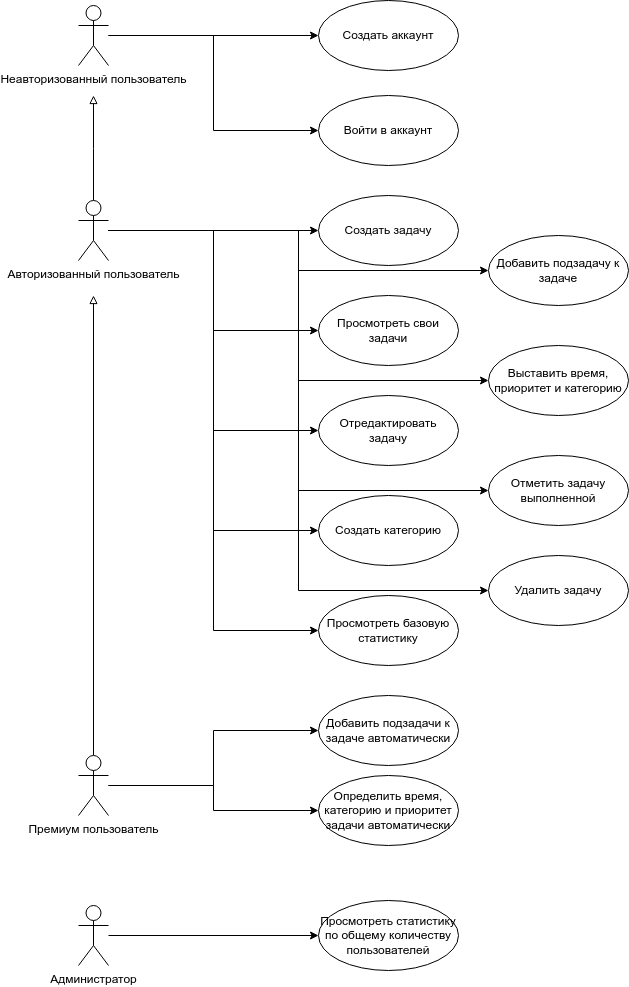 Создать аккаунт
Неавторизованный пользователь
Войти в аккаунт
Создать задачу
Авторизованный пользователь
Добавить подзадачу к
задаче
Просмотреть свои
задачи
Выставить время,
приоритет и категорию
Отредактировать
задачу
Отметить задачу
выполненной
Создать категорию
Удалить задачу
Просмотреть базовую
статистику
Добавить подзадачи к
задаче автоматически
Определить время,
категорию и приоритет
задачи автоматически
Премиум пользователь
Просмотреть статистику
по общему количеству
пользователей
Администратор